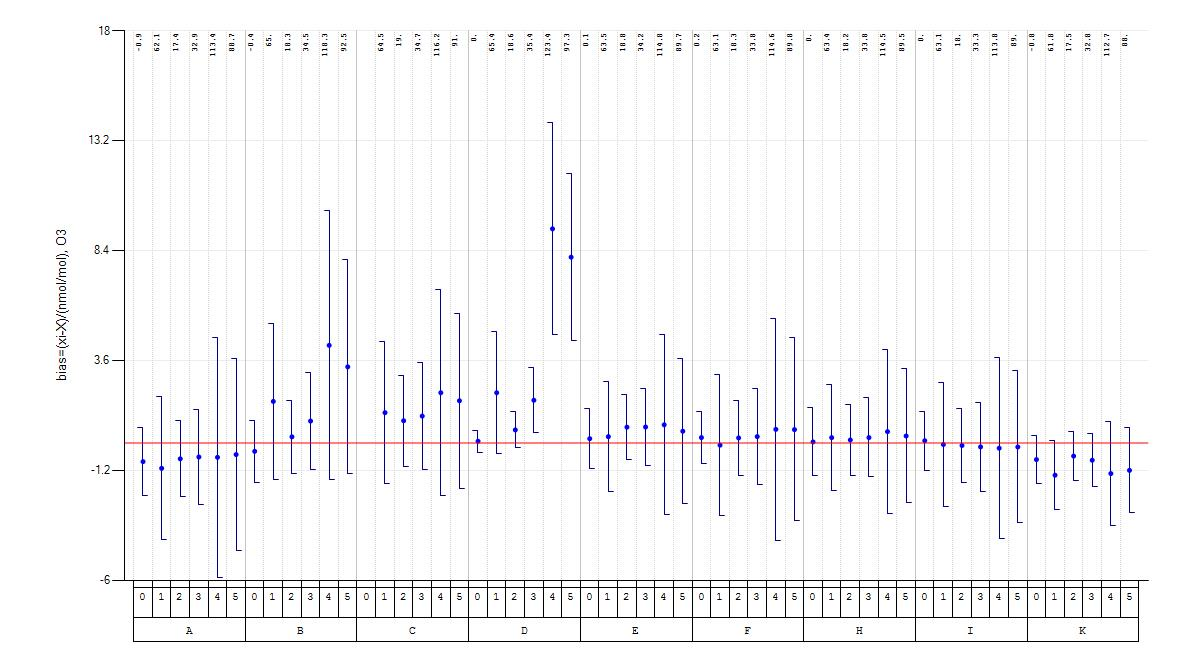 18
13.2
8.4
3.6
-1.2
-6
bias=(xi-X)/(nmol/mol), O3
-0.9 62.1 17.4 32.9 113.4 88.7 -0.4 65. 18.3 34.5 118.3 92.5 64.5 19. 34.7 116.2 91. 0. 65.4 18.6 35.4 123.4 97.3 0.1 63.5 18.8 34.2 114.8 89.7 0.2 63.1 18.3 33.8 114.6 89.8 0. 63.4 18.2 33.8 114.5 89.5 0. 63.1 18. 33.3 113.8 89. -0.8 61.8 17.5 32.8 112.7 88.
0 1 2 3 4 5 0 1 2 3 4 5 0 1 2 3 4 5 0 1 2 3 4 5 0 1 2 3 4 5 0 1 2 3 4 5 0 1 2 3 4 5 0 1 2 3 4 5 0 1 2 3 4 5
A B C D E F H I K